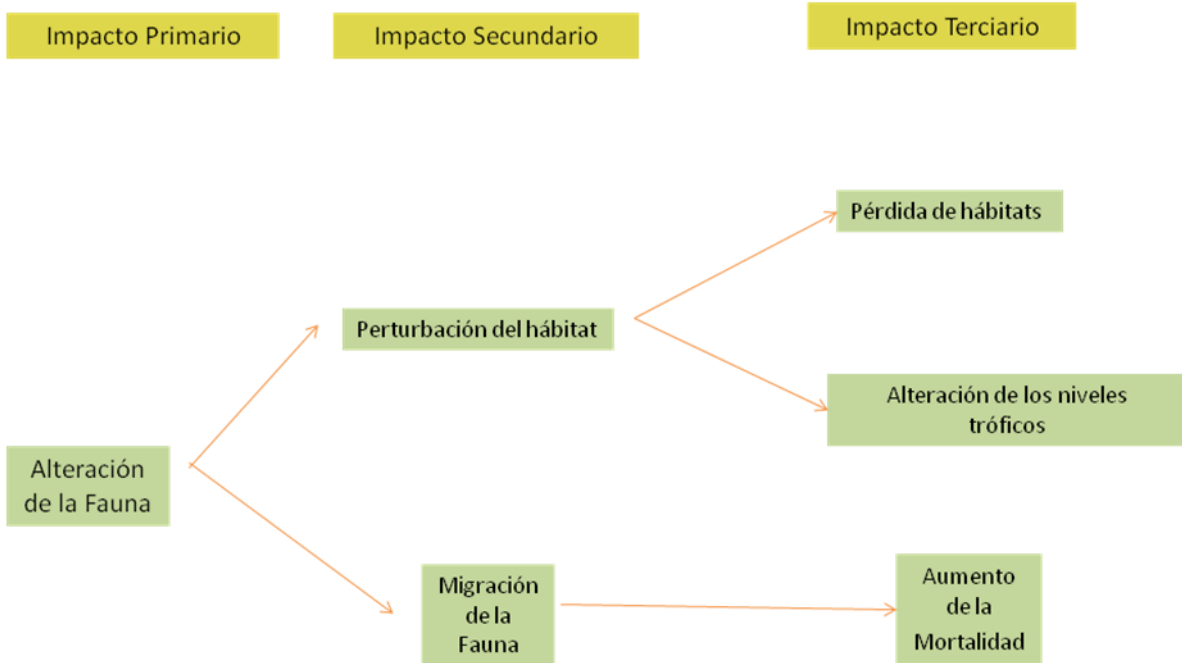 Impacto Primario
Impacto Secundario
Impacto Terciario
Pérdida de hábitats
Perturbación del hábitat
Alteración de los niveles
tróficos
Alteración
de la Fauna
Migración
de la
Fauna
Aumento
de la
Mortalidad